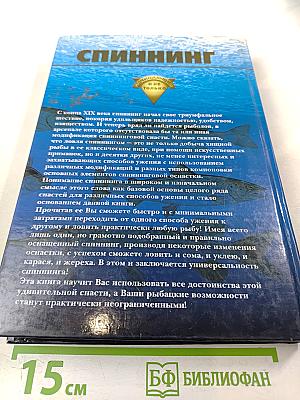 СПИННИНГ
И НЕ ТОЛЬКО
С конца XIX века спиннинг начал свое триумфальное
шествие, покоряя удильщиков надежностью, удобством,
изяществом. И теперь вряд ли найдется рыболов, в
арсенале которого отсутствовала бы та или иная
модификация спиннинговой снасти. Можно сказать,
что ловля спиннингом – это не только добыча хищной
рыбы в ее классическом виде, при помощи искусственных
приманок, но и десятки других, не менее интересных и
захватывающих способов ужения с использованием
различных модификаций и разных типов компоновки
основных элементов спиннинговой оснастки.
Понимание спиннинга в широком и изначальном
смысле этого слова как базовой основы целого ряда
снастей для различных способов ужения и стало
основанием данной книги.
Прочитав ее Вы сможете быстро и с минимальными
затратами переходить от одного способа ужения к
другому и ловить практически любую рыбу! Имея всего
лишь один, но грамотно подобранный и правильно
оснащенный спиннинг, производя некоторые изменения
оснастки, с успехом сможете ловить и сома, и уклею, и
карася, и жереха. В этом и заключается универсальность
спиннинга!
Эта книга научит Вас использовать все достоинства этой
удивительной снасти, а Ваши рыбацкие возможности
станут практически неограниченными!
15 см
БФ БИБЛИОФАН